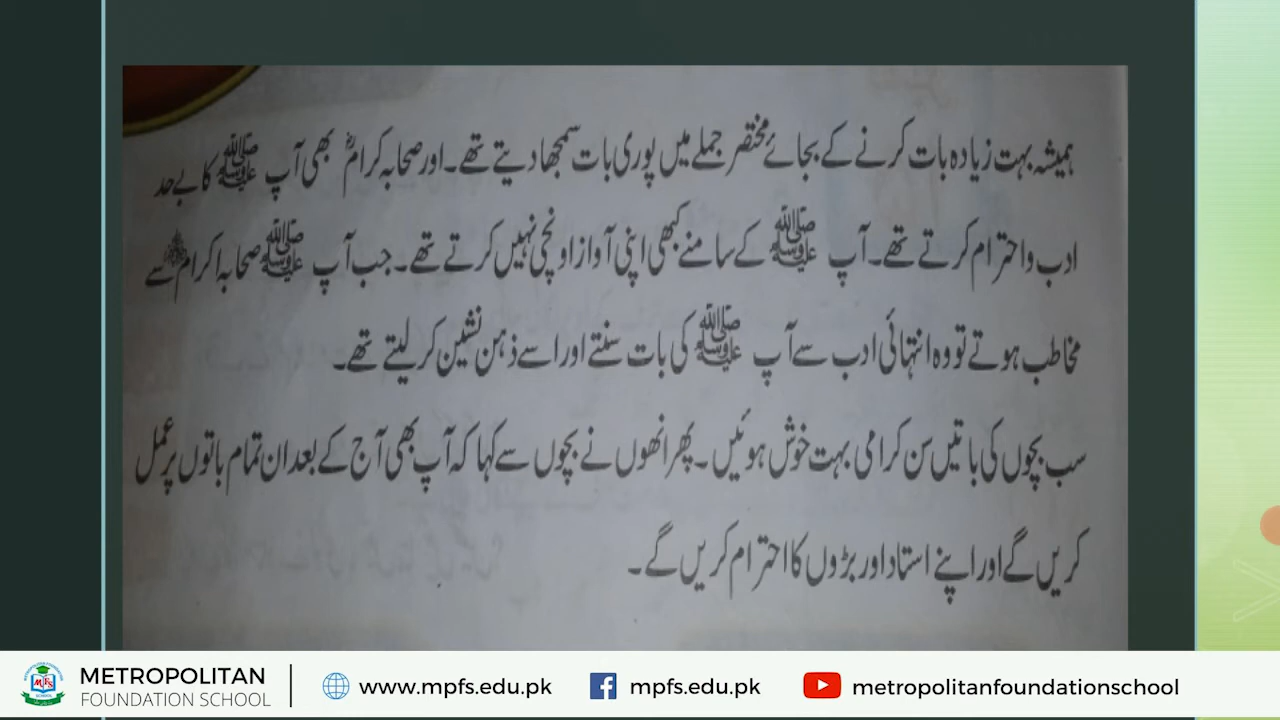 ہمیشہ بہت زیادہ بات کرنے کے بجائے مختصر جملے میں پوری بات سمجھا دیتے تھے۔ اور صحابہ کرامؓ بھی آپ ﷺ کا بے حد
ادب و احترام کرتے تھے۔ آپ ﷺ کے سامنے کبھی اپنی آواز اونچی نہیں کرتے تھے۔ جب آپ ﷺ صحابہ اکرامؓ سے
مخاطب ہوتے تو وہ انتہائی ادب سے آپ ﷺ کی بات سنتے اور اسے ذہن نشین کر لیتے تھے۔
سب بچوں کی باتیں سن کر امی بہت خوش ہوئیں۔ پھر انھوں نے بچوں سے کہا کہ آپ بھی آج کے بعد ان تمام باتوں پر عمل
کریں گے اور اپنے استاد اور بڑوں کا احترام کریں گے۔
METROPOLITAN
FOUNDATION SCHOOL
www.mpfs.edu.pk
mpfs.edu.pk
metropolitanfoundationschool